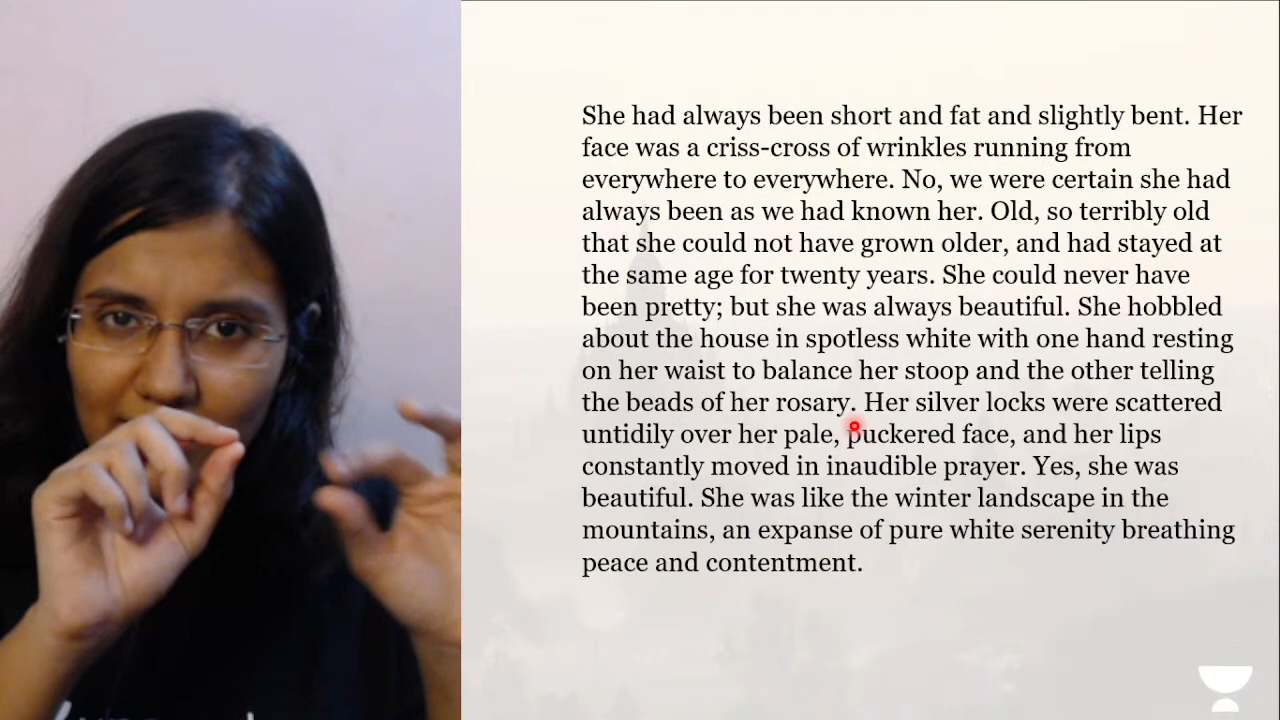 She had always been short and fat and slightly bent. Her
face was a criss-cross of wrinkles running from
everywhere to everywhere. No, we were certain she had
always been as we had known her. Old, so terribly old
that she could not have grown older, and had stayed at
the same age for twenty years. She could never have
been pretty; but she was always beautiful. She hobbled
about the house in spotless white with one hand resting
on her waist to balance her stoop and the other telling
the beads of her rosary. Her silver locks were scattered
untidily over her pale, puckered face, and her lips
constantly moved in inaudible prayer. Yes, she was
beautiful. She was like the winter landscape in the
mountains, an expanse of pure white serenity breathing
peace and contentment.